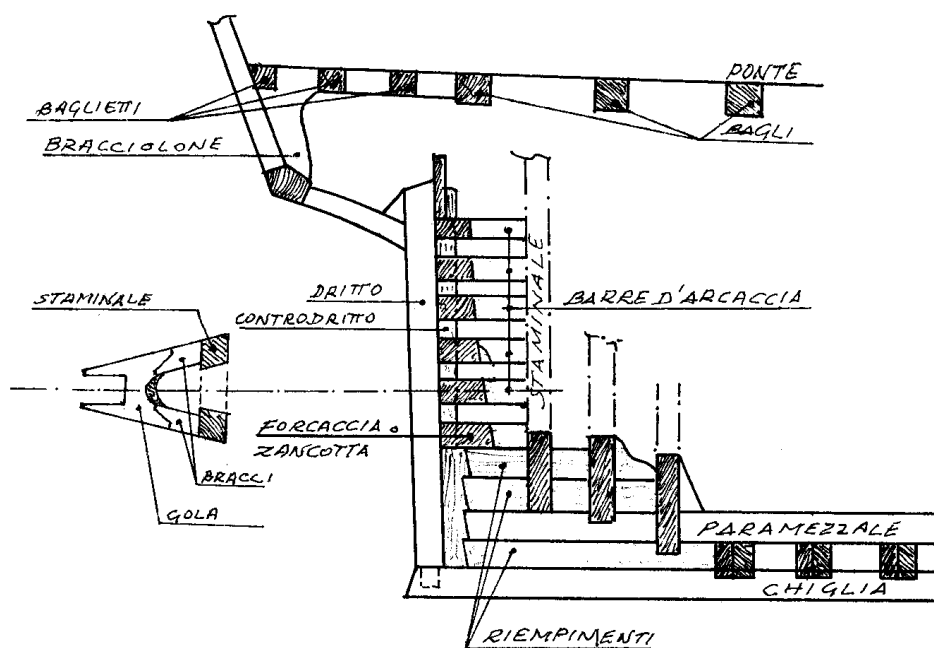 PONTE
BAGLIETTI
BAGLI
BRACCIOLONE
STAMINALE
STAMINALE
DRITTO
BARRE D'ARCACCIA
CONTRODRITTO
FORCACCIA O
ZANCOTTA
BRACCI
GOLA
PARAMEZZALE
CHIGLIA
RIEMPIMENTI